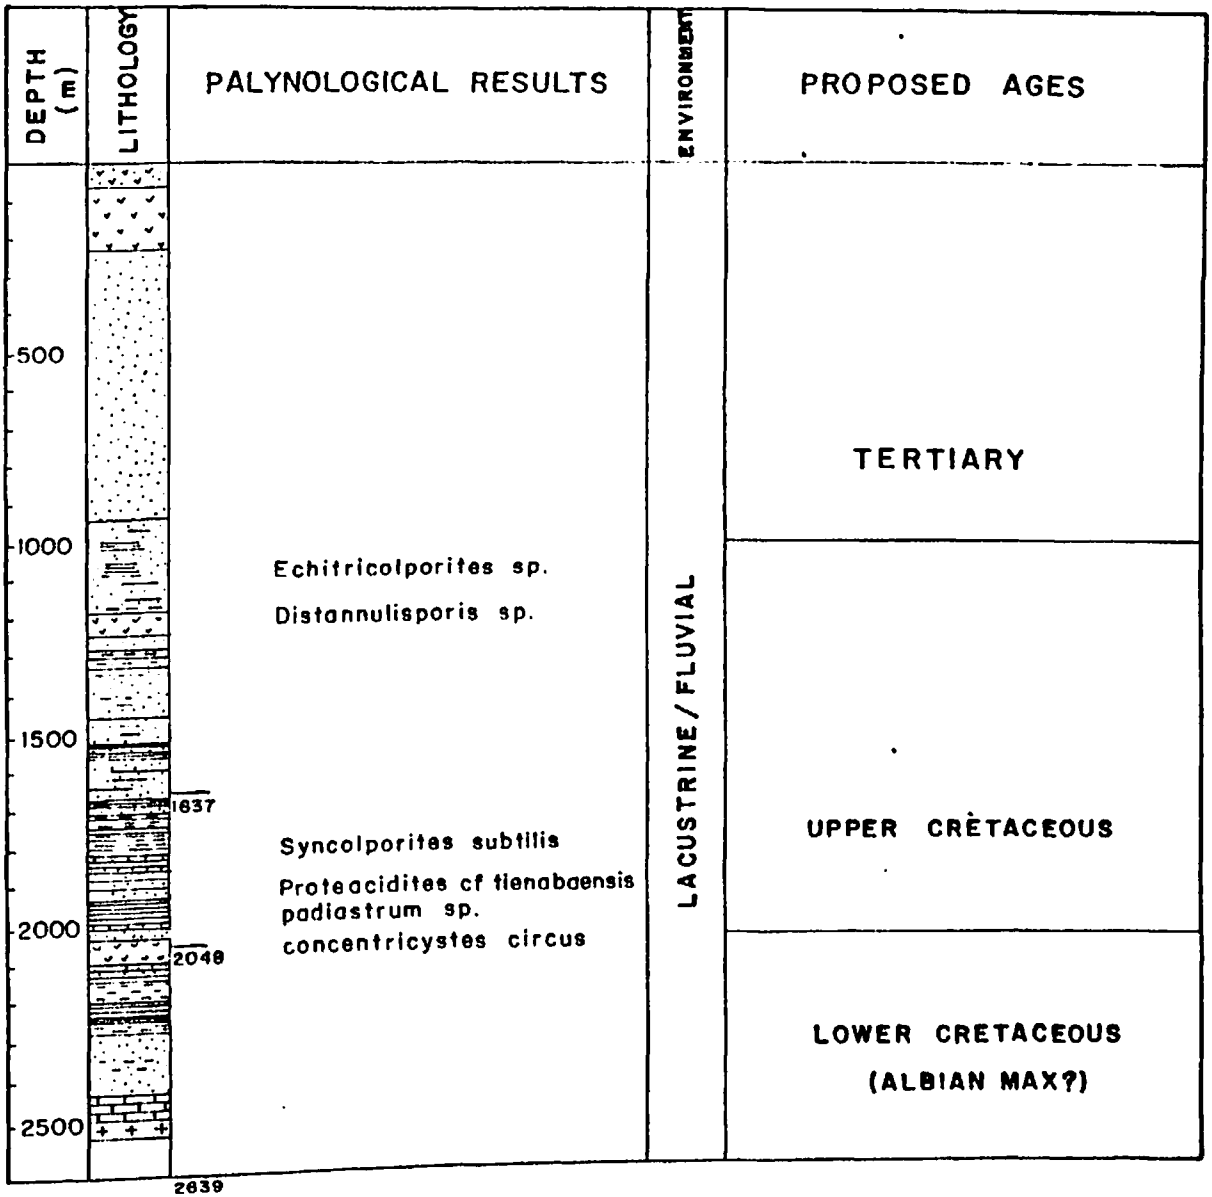 DEPTH (m)
LITHOLOGY
PALYNOLOGICAL RESULTS
ENVIRONMENT
PROPOSED AGES
500
TERTIARY
1000
Echitricolporites sp.
Distannulisporis sp.
LACUSTRINE/FLUVIAL
1500
1637
UPPER CRÈTACEOUS
Syncolporites subtilis
Proteacidites cf tienabaensis
padiastrum sp.
2000
concentricystes circus
2048
LOWER CRETACEOUS
(ALBIAN MAX?)
2500
2639